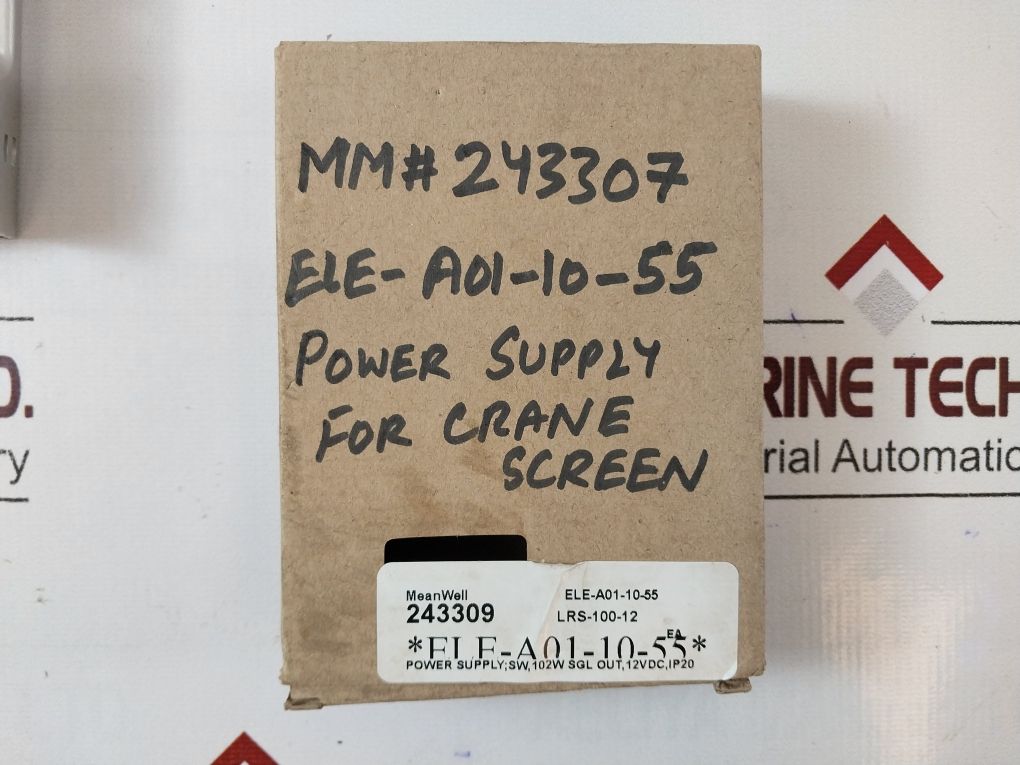 MM# 243307
ELE-A01-10-55
POWER SUPPLY
FOR CRANE
SCREEN
MeanWell ELE-A01-10-55
243309 LRS-100-12
EA
*ELE-A01-10-55*
POWER SUPPLY;SW,102W SGL OUT,12VDC,IP20
D.
ry
RINE TECH
rial Automatio